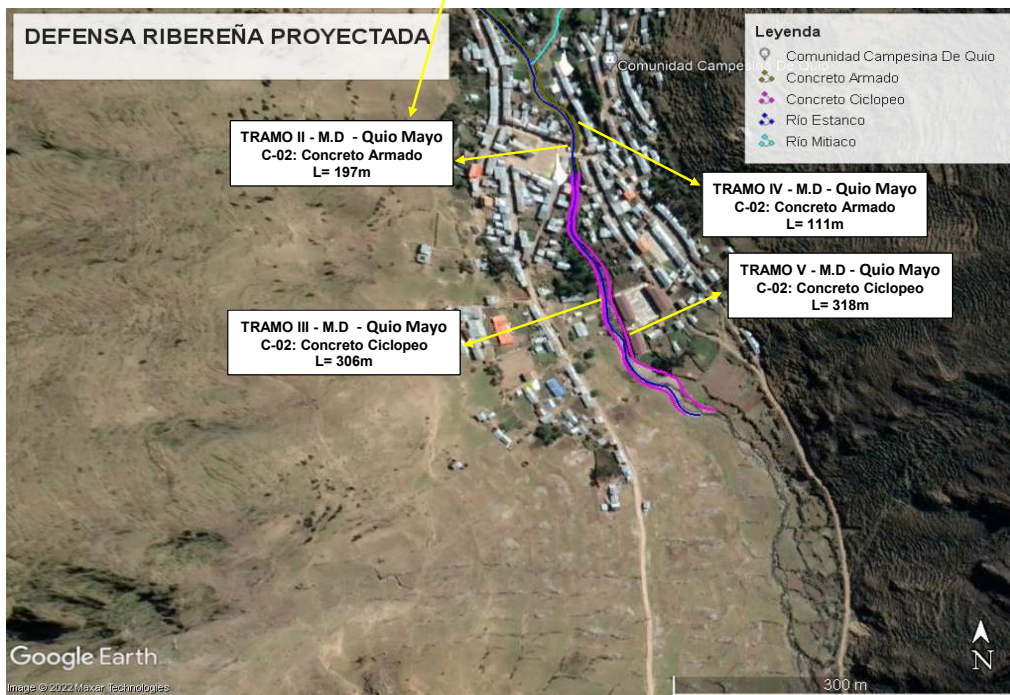 DEFENSA RIBEREÑA PROYECTADA
Leyenda
Comunidad Campesina De Quio
Concreto Armado
Concreto Ciclopeo
Río Estanco
Río Mitiaco
Comunidad Campesina De Quio
TRAMO II - M.D - Quio Mayo
C-02: Concreto Armado
L= 197m
TRAMO IV - M.D - Quio Mayo
C-02: Concreto Armado
L= 111m
TRAMO V - M.D - Quio Mayo
C-02: Concreto Ciclopeo
L= 318m
TRAMO III - M.D - Quio Mayo
C-02: Concreto Ciclopeo
L= 306m
Google Earth
Image © 2022 Maxar Technologies
300 m
N